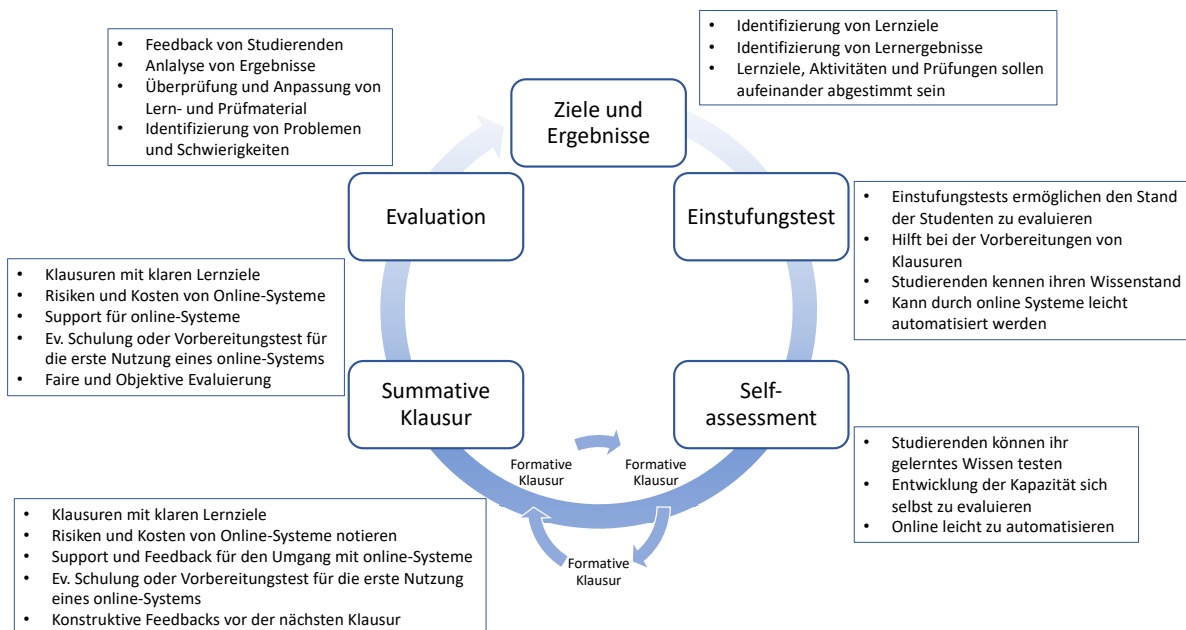 • Feedback von Studierenden
• Anlalyse von Ergebnisse
• Überprüfung und Anpassung von
Lern- und Prüfmaterial
• Identifizierung von Problemen
und Schwierigkeiten
Ziele und
Ergebnisse
• Identifizierung von Lernziele
• Identifizierung von Lernergebnisse
• Lernziele, Aktivitäten und Prüfungen sollen
aufeinander abgestimmt sein
Evaluation
Einstufungstest
• Einstufungstests ermöglichen den Stand
der Studenten zu evaluieren
• Hilft bei der Vorbereitungen von
Klausuren
• Studierenden kennen ihren Wissenstand
• Kann durch online Systeme leicht
automatisiert werden
• Klausuren mit klaren Lernziele
• Risiken und Kosten von Online-Systeme
• Support für online-Systeme
• Ev. Schulung oder Vorbereitungstest für
die erste Nutzung eines online-Systems
• Faire und Objektive Evaluierung
Summative
Klausur
Self-
assessment
• Studierenden können ihr
gelerntes Wissen testen
• Entwicklung der Kapazität sich
selbst zu evaluieren
• Online leicht zu automatisieren
Formative
Klausur
Formative
Klausur
Formative
Klausur
• Klausuren mit klaren Lernziele
• Risiken und Kosten von Online-Systeme notieren
• Support und Feedback für den Umgang mit online-Systeme
• Ev. Schulung oder Vorbereitungstest für die erste Nutzung
eines online-Systems
• Konstruktive Feedbacks vor der nächsten Klausur